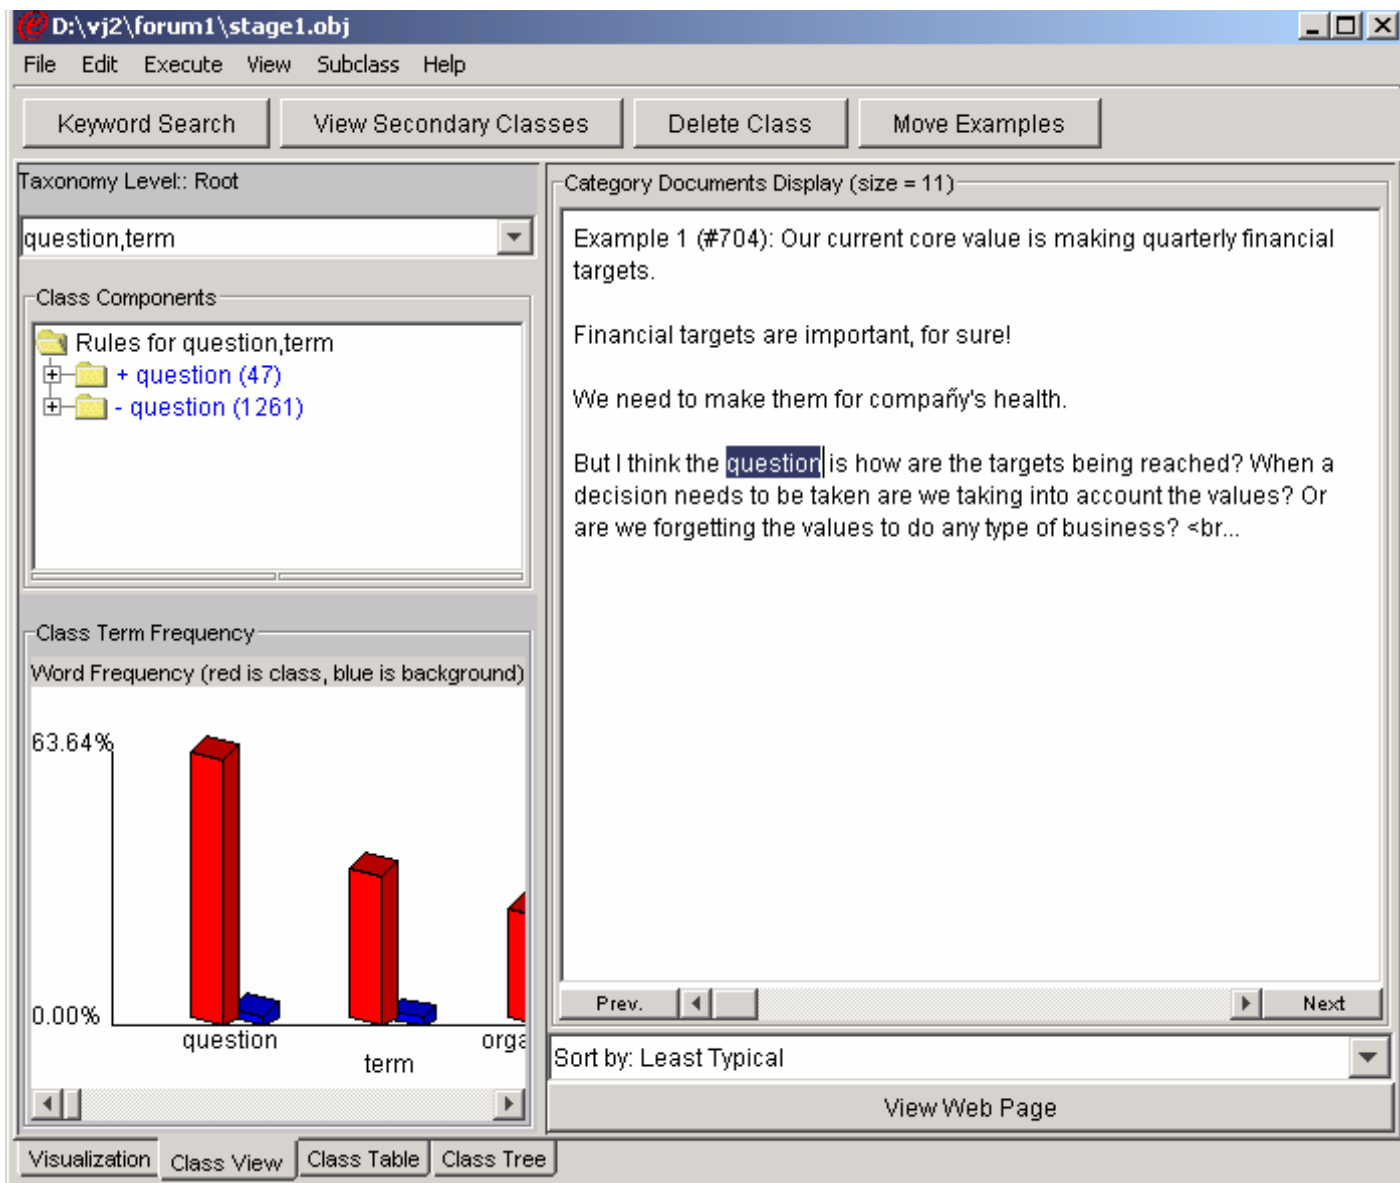 D:\vj2\forum1\stage1.obj
File Edit Execute View Subclass Help
Keyword Search View Secondary Classes Delete Class Move Examples
Taxonomy Level:: Root
question,term
Class Components
Rules for question,term
+ question (47)
- question (1261)
Class Term Frequency
Word Frequency (red is class, blue is background)
63.64%
0.00%
question
term
orga
Category Documents Display (size = 11)
Example 1 (#704): Our current core value is making quarterly financial
targets.
Financial targets are important, for sure!
We need to make them for compañy's health.
But I think the question is how are the targets being reached? When a
decision needs to be taken are we taking into account the values? Or
are we forgetting the values to do any type of business? <br...
Prev. Next
Sort by: Least Typical
View Web Page
Visualization Class View Class Table Class Tree